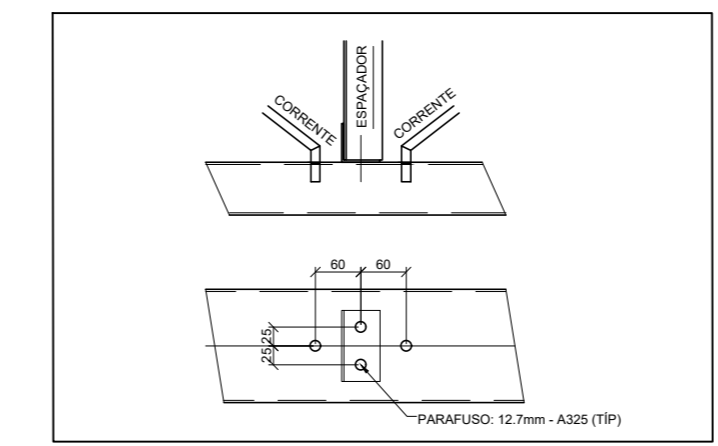 CORRENTE
ESPAÇADOR
CORRENTE
60
60
25
25
PARAFUSO: 12.7mm - A325 (TÍP)